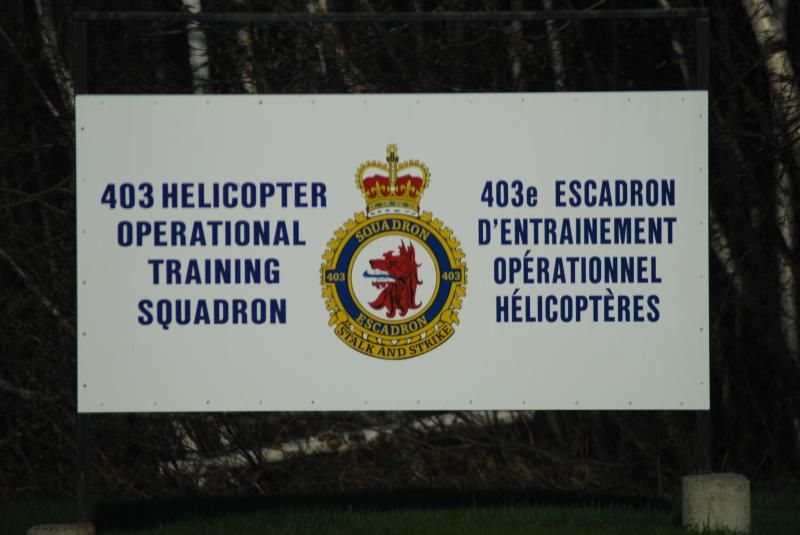 403 HELICOPTER
OPERATIONAL
TRAINING
SQUADRON
SQUADRON
403 403
ESCADRON
STALK AND STRIKE
403e ESCADRON
D'ENTRAINEMENT
OPÉRATIONNEL
HÉLICOPTÈRES